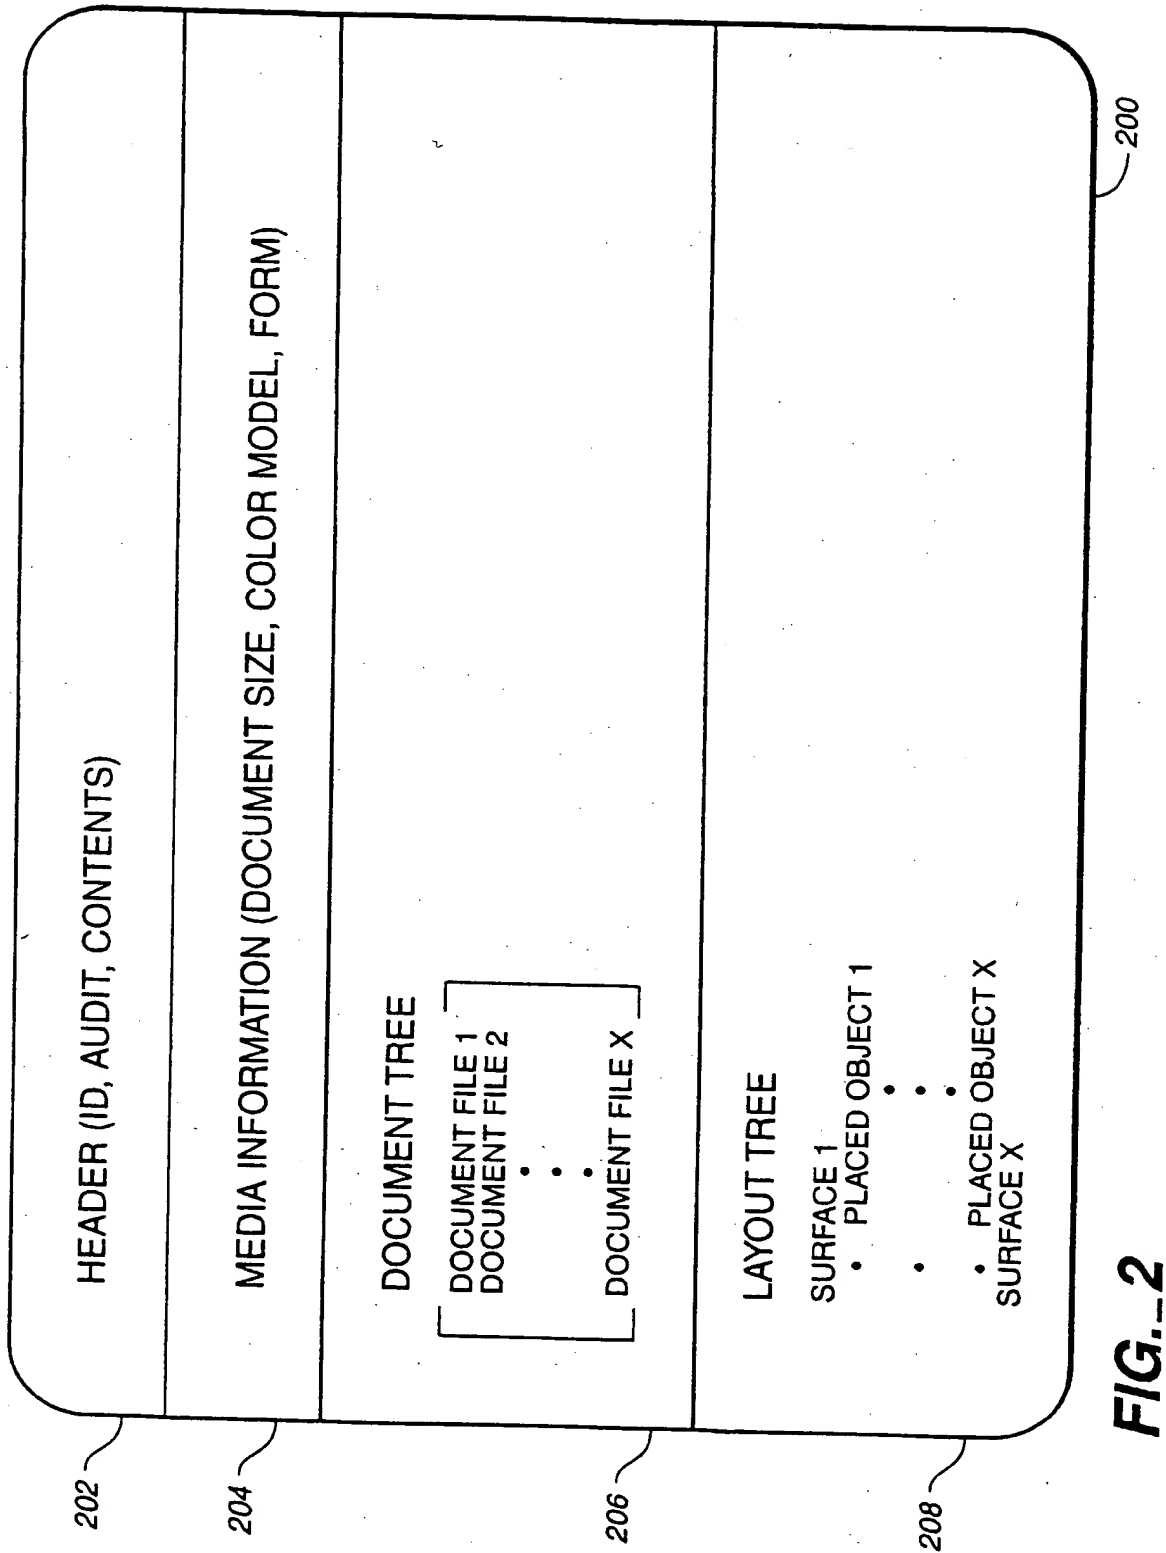 202
HEADER (ID, AUDIT, CONTENTS)
204
MEDIA INFORMATION (DOCUMENT SIZE, COLOR MODEL, FORM)
206
DOCUMENT TREE
DOCUMENT FILE 1
DOCUMENT FILE 2
DOCUMENT FILE X
208
LAYOUT TREE
SURFACE 1
• PLACED OBJECT 1
• PLACED OBJECT X
SURFACE X
200
FIG._2